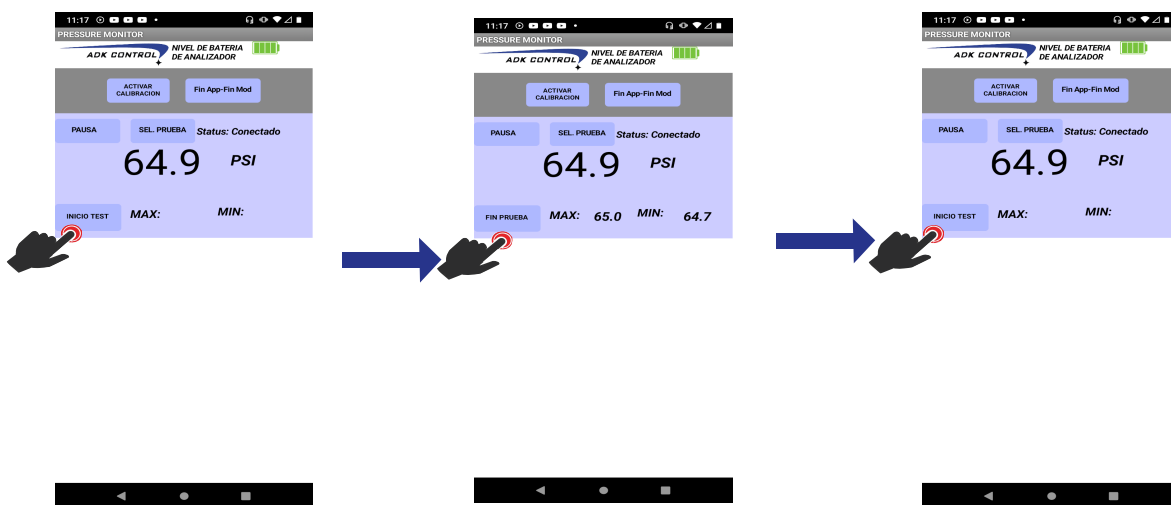 11:17
PRESSURE MONITOR
ADK CONTROL
NIVEL DE BATERIA
DE ANALIZADOR
ACTIVAR
CALIBRACION
Fin App-Fin Mod
PAUSA
SEL. PRUEBA
Status: Conectado
64.9 PSI
INICIO TEST
MAX:
MIN:
11:17
PRESSURE MONITOR
ADK CONTROL
NIVEL DE BATERIA
DE ANALIZADOR
ACTIVAR
CALIBRACION
Fin App-Fin Mod
PAUSA
SEL. PRUEBA
Status: Conectado
64.9 PSI
FIN PRUEBA
MAX: 65.0
MIN: 64.7
11:17
PRESSURE MONITOR
ADK CONTROL
NIVEL DE BATERIA
DE ANALIZADOR
ACTIVAR
CALIBRACION
Fin App-Fin Mod
PAUSA
SEL. PRUEBA
Status: Conectado
64.9 PSI
INICIO TEST
MAX:
MIN: